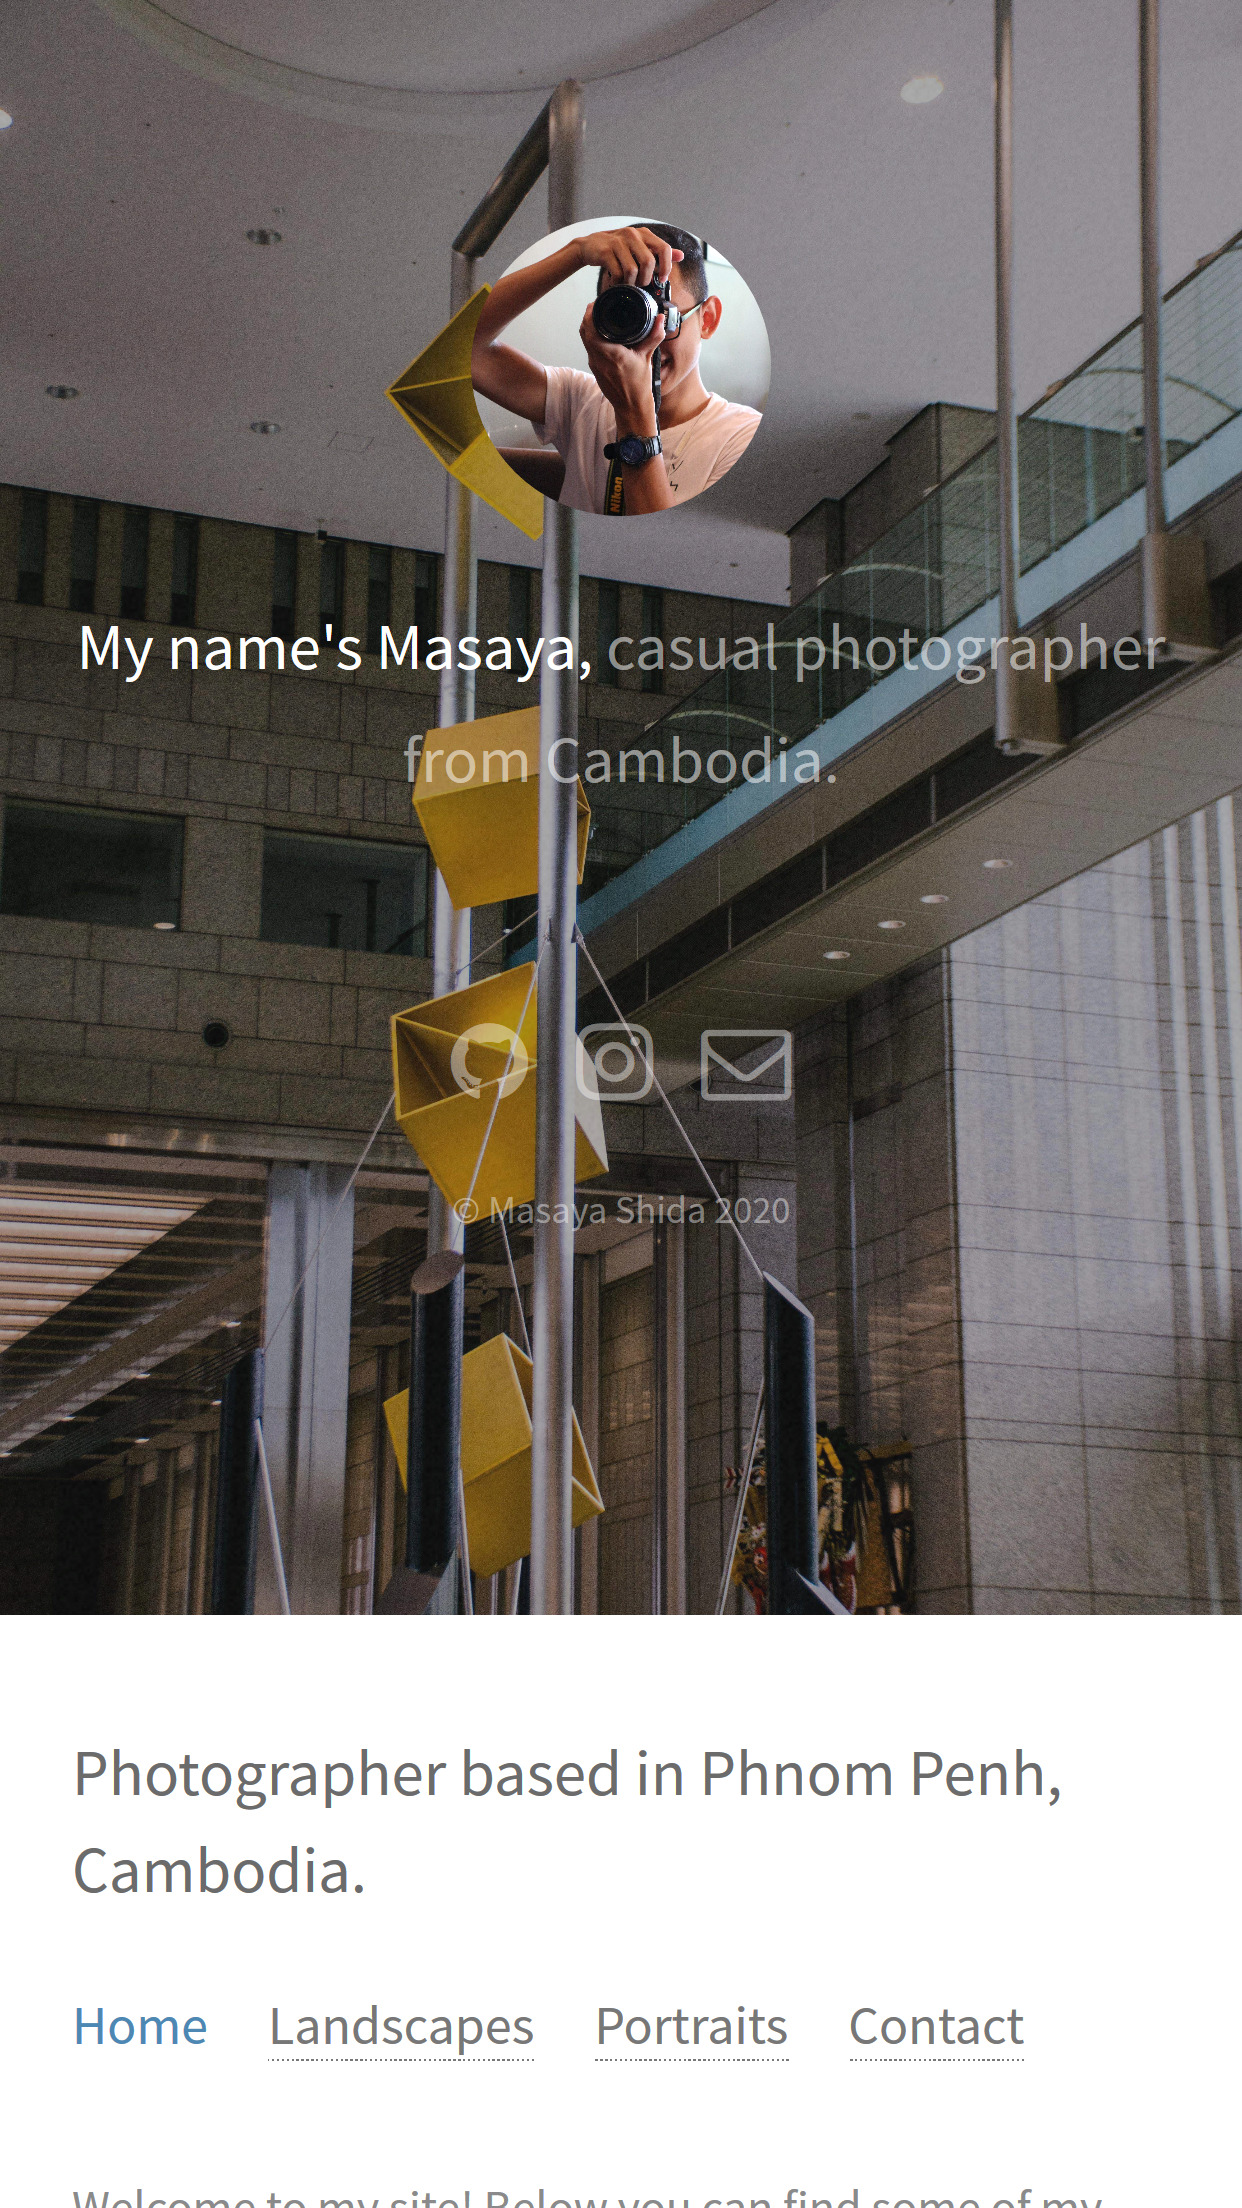 Nikon
My name's Masaya, casual photographer
from Cambodia.
© Masaya Shida 2020
Photographer based in Phnom Penh,
Cambodia.
Home Landscapes Portraits Contact
Welcome to my site! Below you can find some of my